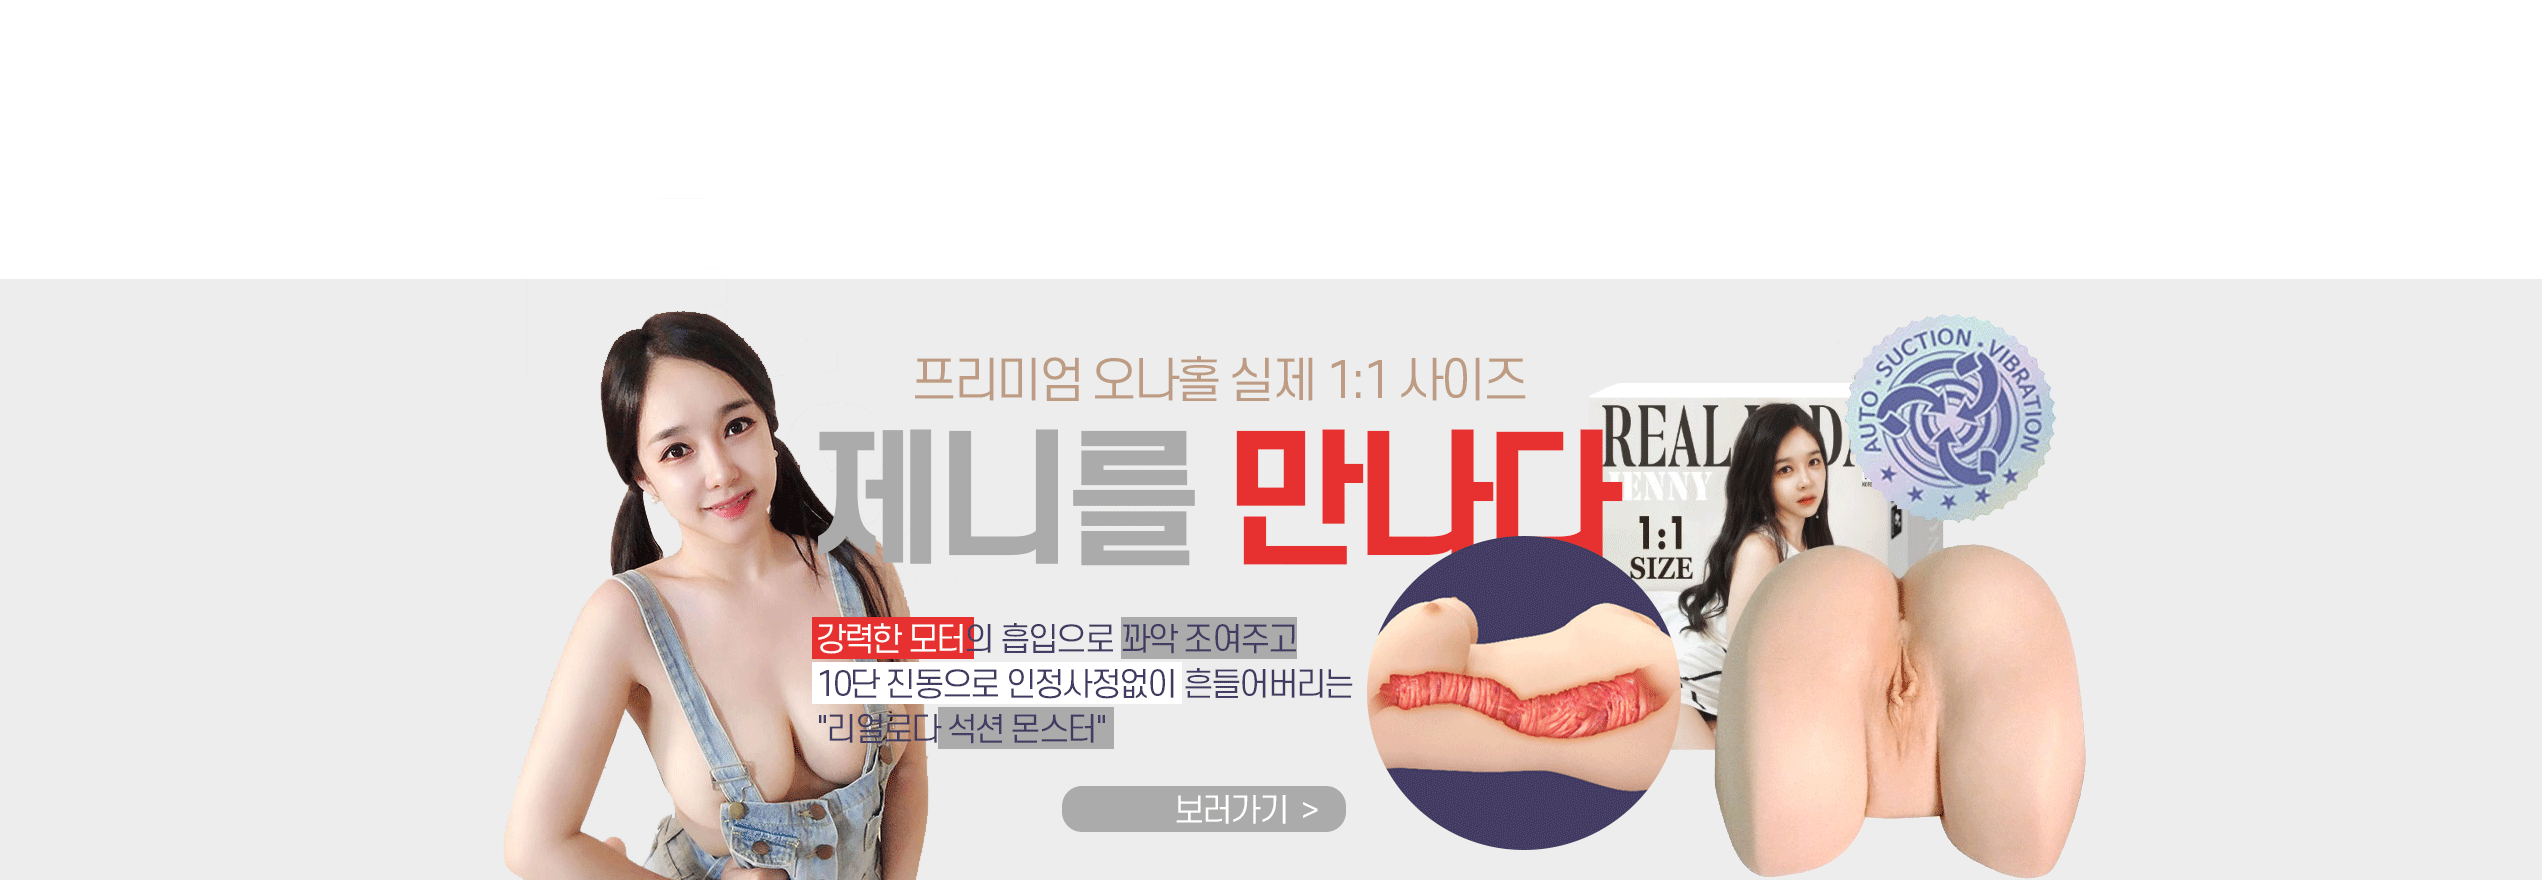 프리미엄 오나홀 실제 1:1 사이즈
제니를 만나다
강력한 모터의 흡입으로 꽈악 조여주고
10단 진동으로 인정사정없이 흔들어버리는
"리얼로다 석션 몬스터"
보러가기 >
REAL
JENNY
1:1
SIZE
AUTO · SUCTION · VIBRATION